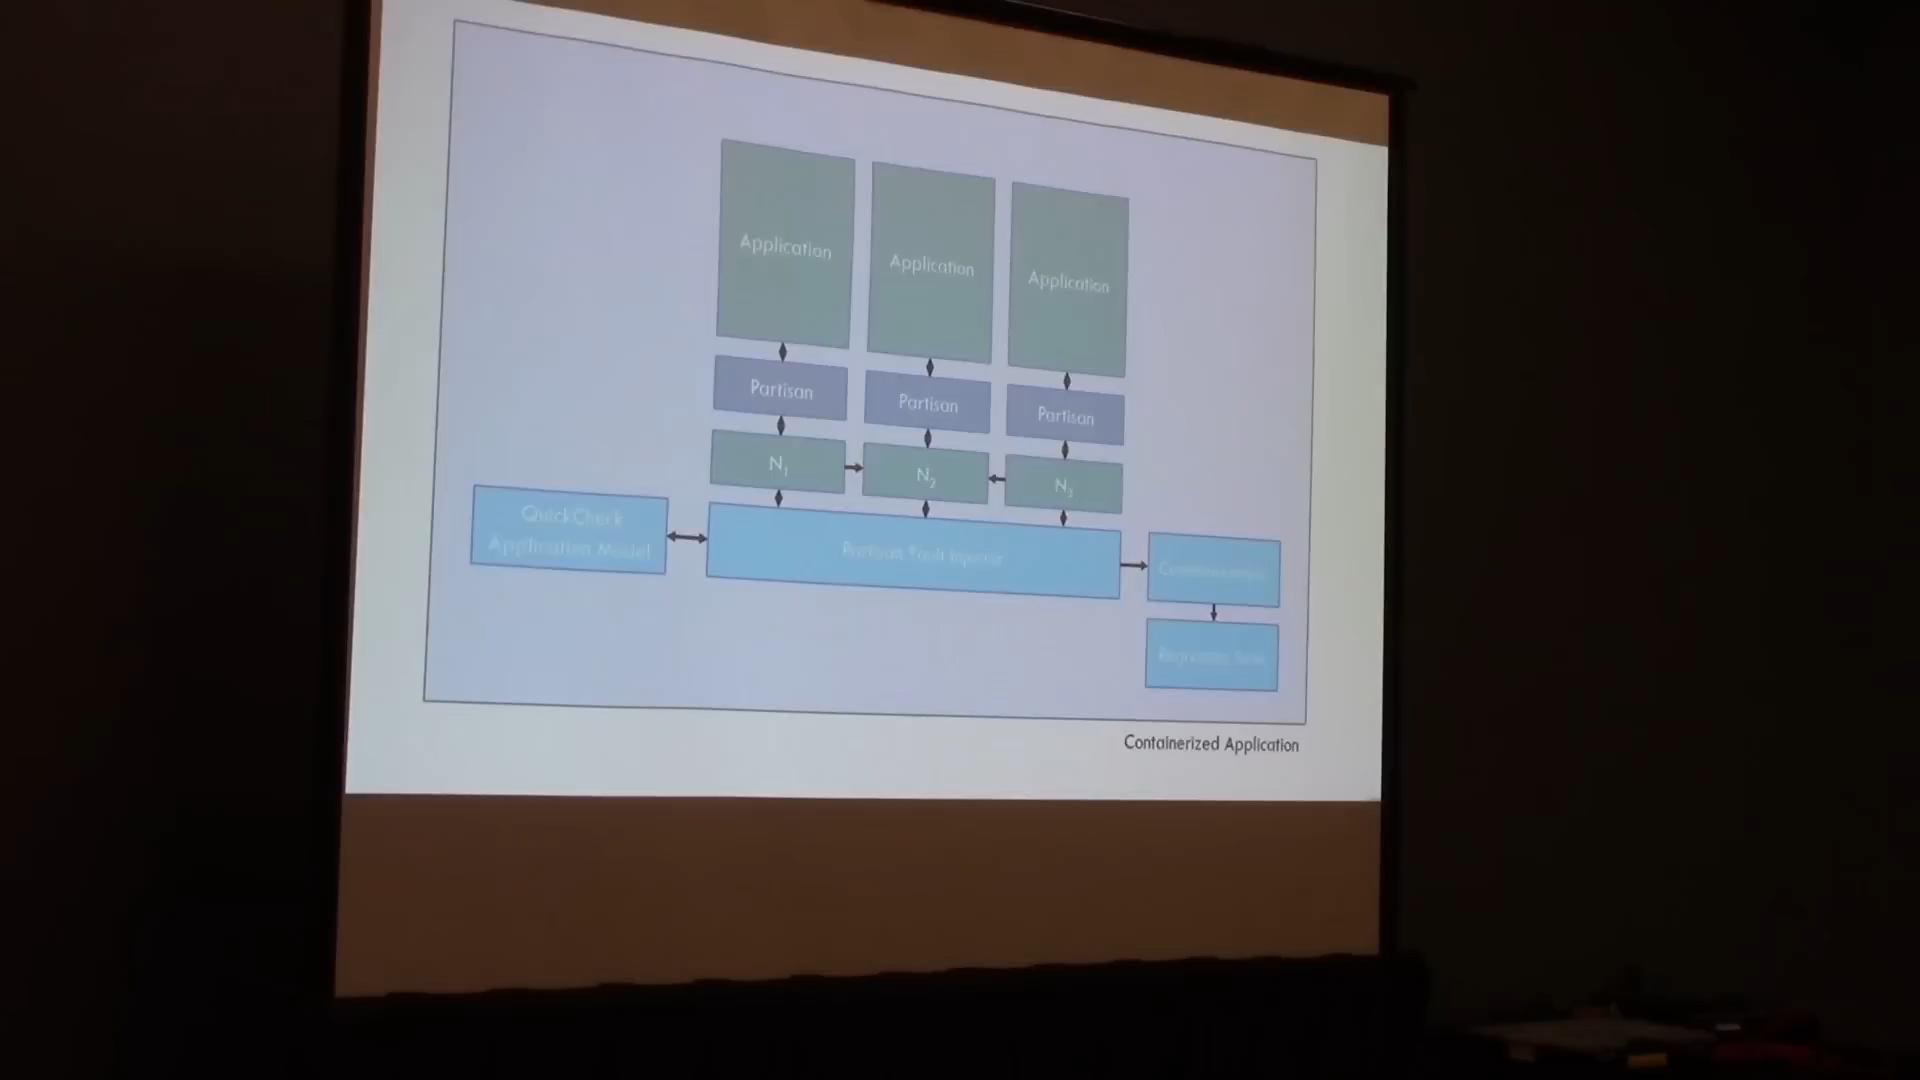 Application
Application
Application
Partisan
Partisan
Partisan
N1
N2
N3
QuickCheck
Application Model
Partisan Fault Injector
Containerized Application